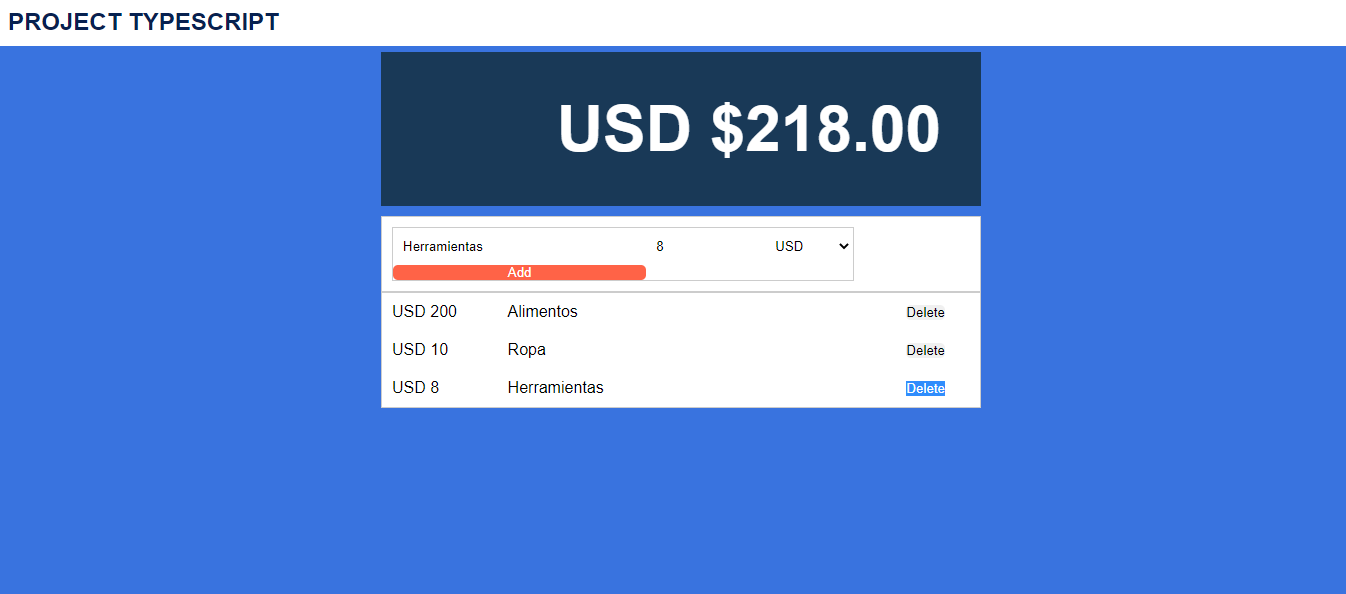 PROJECT TYPESCRIPT
USD $218.00
Herramientas 8 USD
Add
USD 200 Alimentos Delete
USD 10 Ropa Delete
USD 8 Herramientas Delete